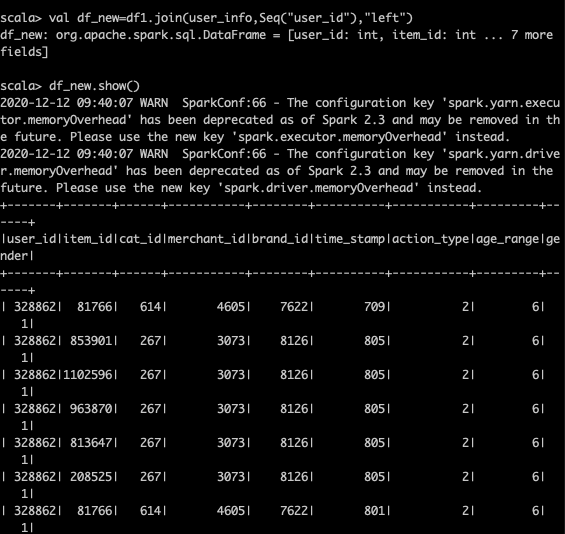 scala> val df_new=df1.join(user_info,Seq("user_id"),"left")
df_new: org.apache.spark.sql.DataFrame = [user_id: int, item_id: int ... 7 more
fields]
scala> df_new.show()
2020-12-12 09:40:07 WARN  SparkConf:66 - The configuration key 'spark.yarn.execu
tor.memoryOverhead' has been deprecated as of Spark 2.3 and may be removed in th
e future. Please use the new key 'spark.executor.memoryOverhead' instead.
2020-12-12 09:40:07 WARN  SparkConf:66 - The configuration key 'spark.yarn.drive
r.memoryOverhead' has been deprecated as of Spark 2.3 and may be removed in the
future. Please use the new key 'spark.driver.memoryOverhead' instead.
+-------+-------+------+-----------+--------+----------+-----------+---------+--
----+
|user_id|item_id|cat_id|merchant_id|brand_id|time_stamp|action_type|age_range|ge
nder|
+-------+-------+------+-----------+--------+----------+-----------+---------+--
----+
| 328862|  81766|   614|       4605|    7622|       709|          2|        6|
   1|
| 328862| 853901|   267|       3073|    8126|       805|          2|        6|
   1|
| 328862|1102596|   267|       3073|    8126|       805|          2|        6|
   1|
| 328862| 963870|   267|       3073|    8126|       805|          2|        6|
   1|
| 328862| 813647|   267|       3073|    8126|       805|          2|        6|
   1|
| 328862| 208525|   267|       3073|    8126|       805|          2|        6|
   1|
| 328862|  81766|   614|       4605|    7622|       801|          2|        6|
   1|